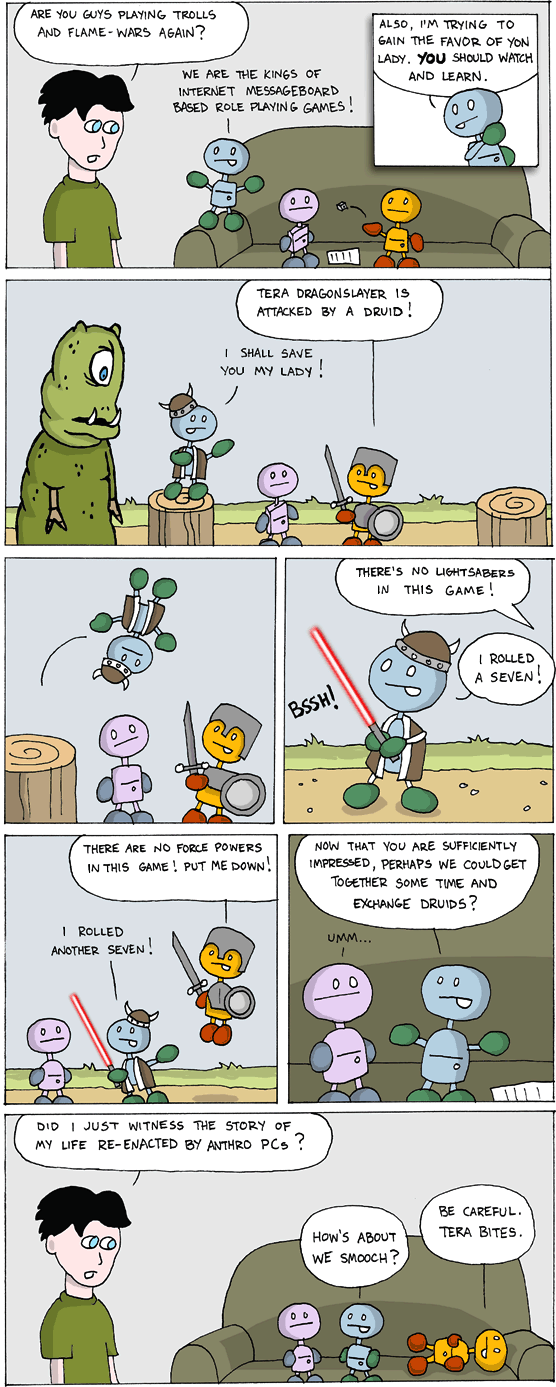 ARE YOU GUYS PLAYING TROLLS
AND FLAME-WARS AGAIN?
WE ARE THE KINGS OF
INTERNET MESSAGEBOARD
BASED ROLE PLAYING GAMES!
ALSO, I'M TRYING TO
GAIN THE FAVOR OF YON
LADY. YOU SHOULD WATCH
AND LEARN.
TERA DRAGONSLAYER IS
ATTACKED BY A DRUID!
I SHALL SAVE
YOU MY LADY!
THERE'S NO LIGHTSABERS
IN THIS GAME!
I ROLLED
A SEVEN!
BSSH!
THERE ARE NO FORCE POWERS
IN THIS GAME! PUT ME DOWN!
I ROLLED
ANOTHER SEVEN!
NOW THAT YOU ARE SUFFICIENTLY
IMPRESSED, PERHAPS WE COULD GET
TOGETHER SOME TIME AND
EXCHANGE DRUIDS?
UMM...
DID I JUST WITNESS THE STORY OF
MY LIFE RE-ENACTED BY ANTHRO PCs?
HOW'S ABOUT
WE SMOOCH?
BE CAREFUL.
TERA BITES.